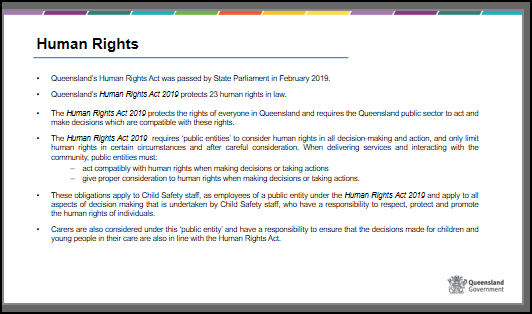 Human Rights
• Queensland's Human Rights Act was passed by State Parliament in February 2019.
• Queensland's Human Rights Act 2019 protects 23 human rights in law.
• The Human Rights Act 2019 protects the rights of everyone in Queensland and requires the Queensland public sector to act and
make decisions which are compatible with these rights.
• The Human Rights Act 2019 requires 'public entities' to consider human rights in all decision-making and action, and only limit
human rights in certain circumstances and after careful consideration. When delivering services and interacting with the
community, public entities must:
– act compatibly with human rights when making decisions or taking actions
– give proper consideration to human rights when making decisions or taking actions.
• These obligations apply to Child Safety staff, as employees of a public entity under the Human Rights Act 2019 and apply to all
aspects of decision making that is undertaken by Child Safety staff, who have a responsibility to respect, protect and promote
the human rights of individuals.
• Carers are also considered under this 'public entity' and have a responsibility to ensure that the decisions made for children and
young people in their care are also in line with the Human Rights Act.
Queensland
Government